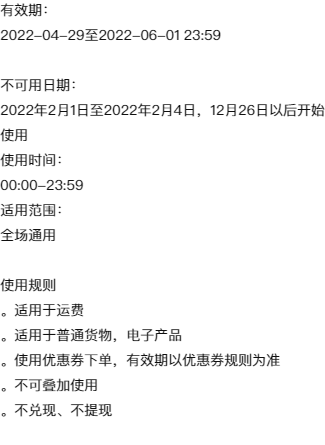 有效期：
2022-04-29至2022-06-01 23:59
不可用日期：
2022年2月1日至2022年2月4日，12月26日以后开始
使用
使用时间：
00:00-23:59
适用范围：
全场通用
使用规则
。适用于运费
。适用于普通货物，电子产品
。使用优惠券下单，有效期以优惠券规则为准
。不可叠加使用
。不兑现、不提现